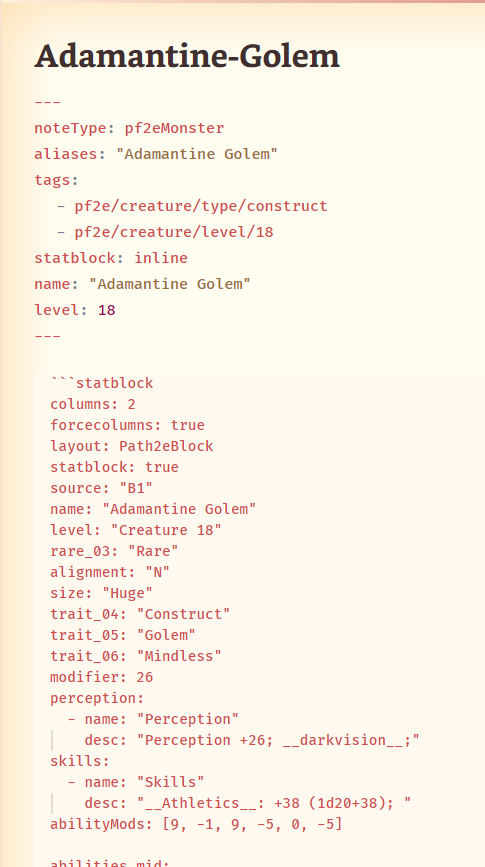 Adamantine-Golem
---
noteType: pf2eMonster
aliases: "Adamantine Golem"
tags:
- pf2e/creature/type/construct
- pf2e/creature/level/18
statblock: inline
name: "Adamantine Golem"
level: 18
---
```statblock
columns: 2
forcecolumns: true
layout: Path2eBlock
statblock: true
source: "B1"
name: "Adamantine Golem"
level: "Creature 18"
rare_03: "Rare"
alignment: "N"
size: "Huge"
trait_04: "Construct"
trait_05: "Golem"
trait_06: "Mindless"
modifier: 26
perception:
- name: "Perception"
desc: "Perception +26; __darkvision__;"
skills:
- name: "Skills"
desc: "__Athletics__: +38 (1d20+38); "
abilityMods: [9, -1, 9, -5, 0, -5]
abilities_mid: